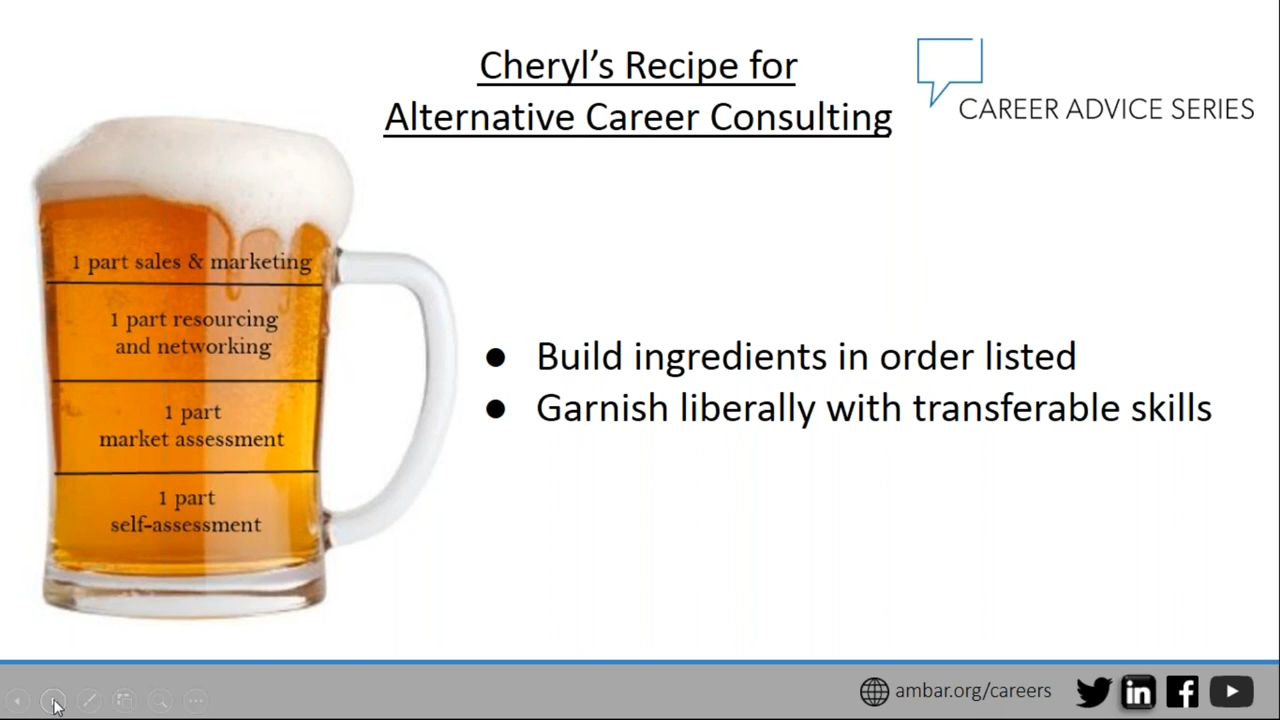 Cheryl’s Recipe for
Alternative Career Consulting
CAREER ADVICE SERIES
1 part sales & marketing
1 part resourcing
and networking
1 part
market assessment
1 part
self-assessment
● Build ingredients in order listed
● Garnish liberally with transferable skills
ambar.org/careers